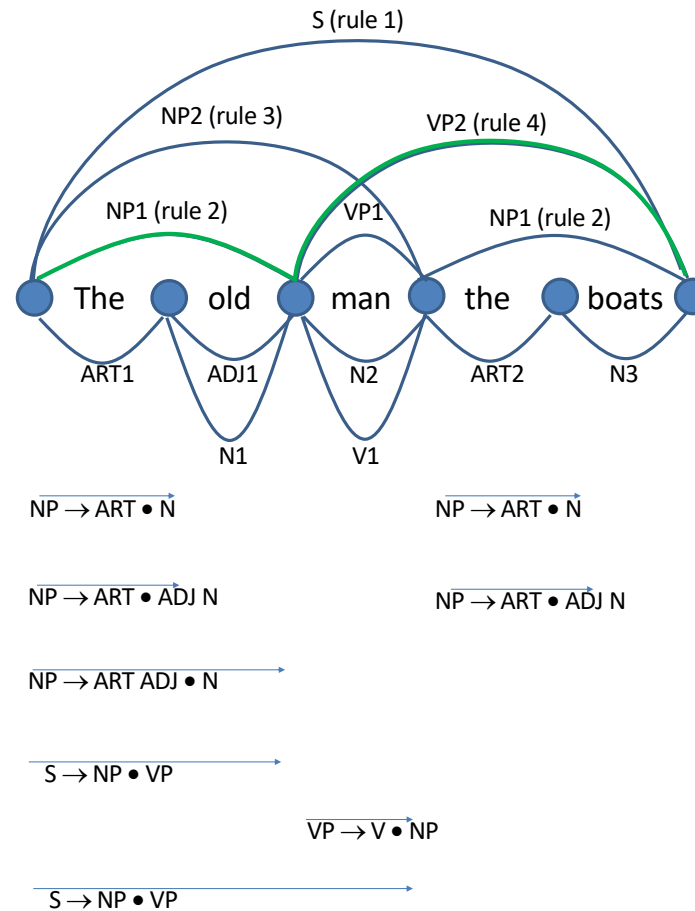 S (rule 1)
NP2 (rule 3)
VP2 (rule 4)
NP1 (rule 2)
VP1
NP1 (rule 2)
The old man the boats
ART1 ADJ1 N2 ART2 N3
N1 V1
NP → ART • N NP → ART • N
NP → ART • ADJ N NP → ART • ADJ N
NP → ART ADJ • N
S → NP • VP
VP → V • NP
S → NP • VP